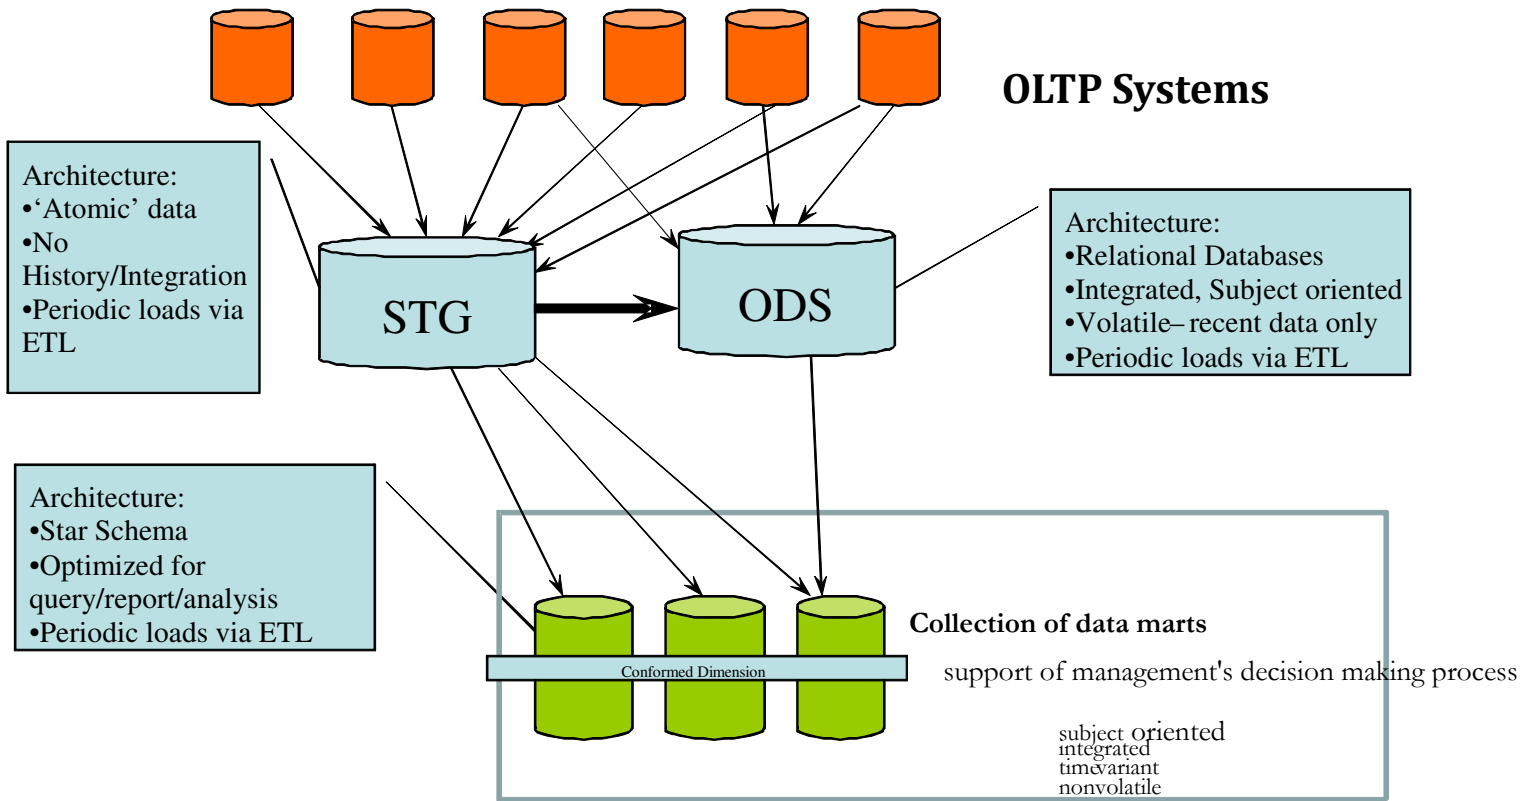 OLTP Systems
Architecture:
•‘Atomic’ data
•No
History/Integration
•Periodic loads via
ETL
STG
ODS
Architecture:
•Relational Databases
•Integrated, Subject oriented
•Volatile– recent data only
•Periodic loads via ETL
Architecture:
•Star Schema
•Optimized for
query/report/analysis
•Periodic loads via ETL
Collection of data marts
Conformed Dimension
support of management's decision making process
subject oriented
integrated
timevariant
nonvolatile